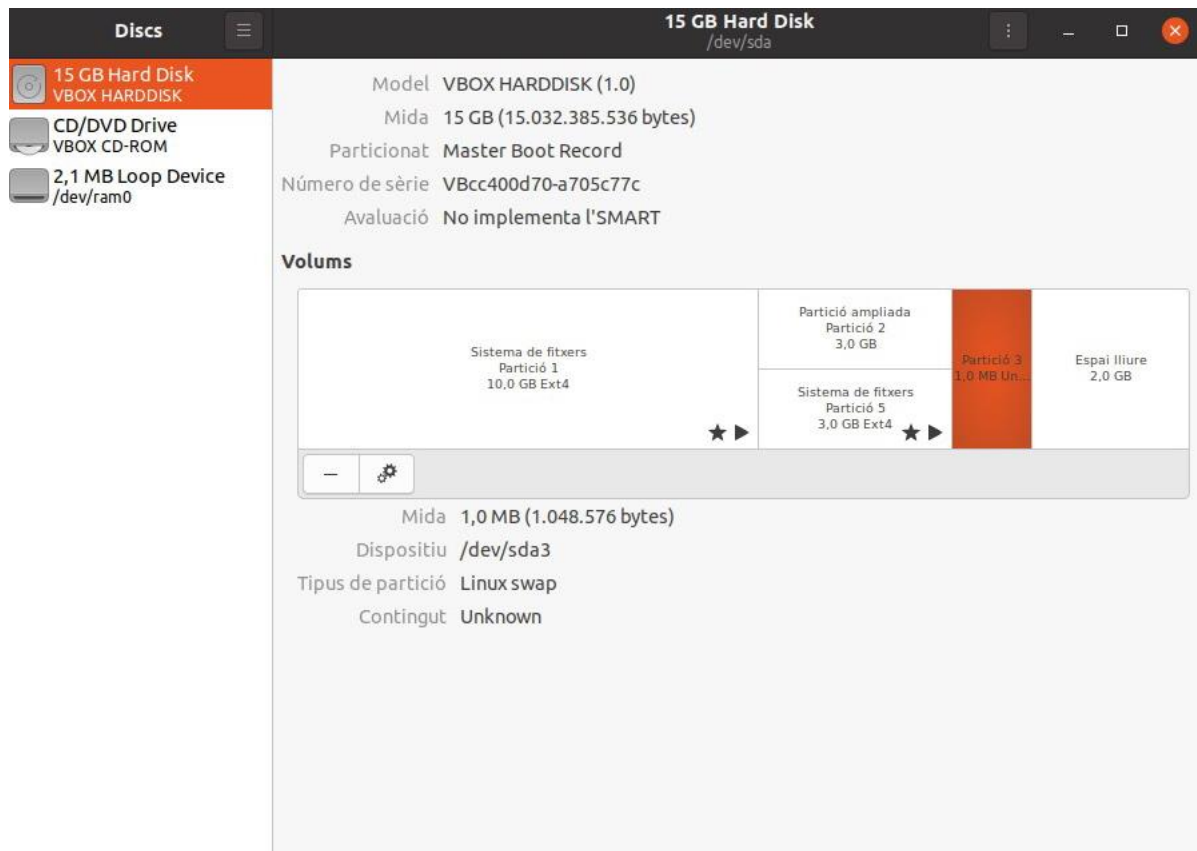 Discs
15 GB Hard Disk
/dev/sda
15 GB Hard Disk
VBOX HARDDISK
CD/DVD Drive
VBOX CD-ROM
2,1 MB Loop Device
/dev/ram0
Model VBOX HARDDISK (1.0)
Mida 15 GB (15.032.385.536 bytes)
Particionat Master Boot Record
Número de sèrie VBcc400d70-a705c77c
Avaluació No implementa l'SMART
Volums
Sistema de fitxers
Partició 1
10,0 GB Ext4
Partició ampliada
Partició 2
3,0 GB
Sistema de fitxers
Partició 5
3,0 GB Ext4
Partició 3
1,0 MB Un...
Espai lliure
2,0 GB
Mida 1,0 MB (1.048.576 bytes)
Dispositiu /dev/sda3
Tipus de partició Linux swap
Contingut Unknown